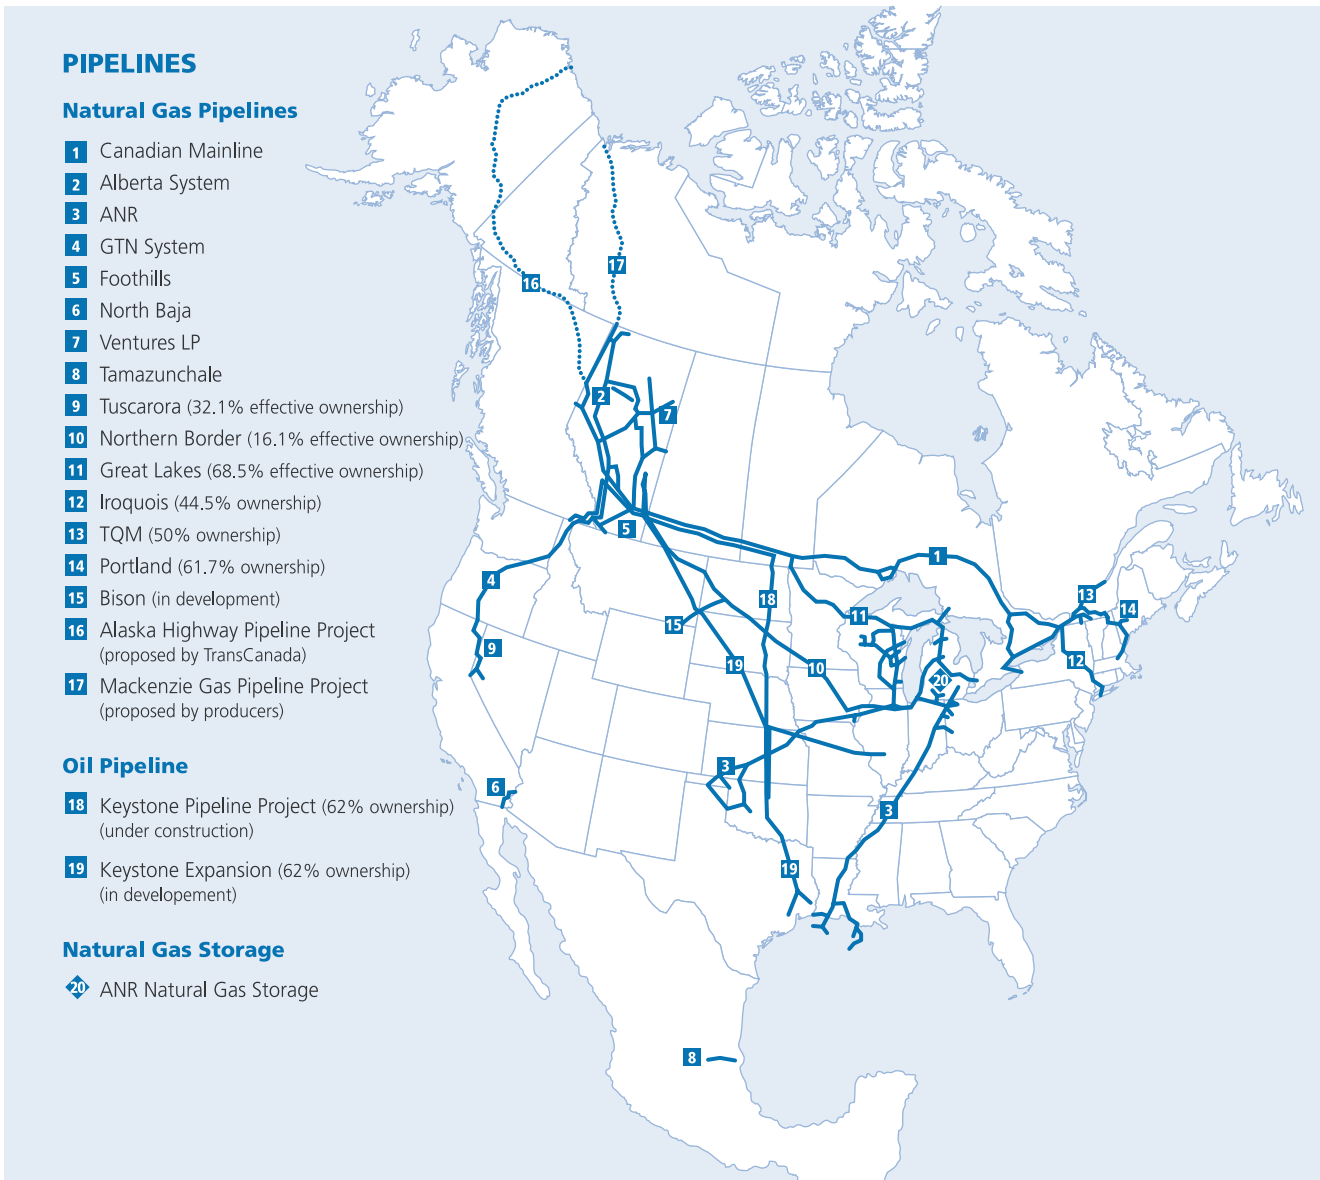 PIPELINES
Natural Gas Pipelines
1 Canadian Mainline
2 Alberta System
3 ANR
4 GTN System
5 Foothills
6 North Baja
7 Ventures LP
8 Tamazunchale
9 Tuscarora (32.1% effective ownership)
10 Northern Border (16.1% effective ownership)
11 Great Lakes (68.5% effective ownership)
12 Iroquois (44.5% ownership)
13 TQM (50% ownership)
14 Portland (61.7% ownership)
15 Bison (in development)
16 Alaska Highway Pipeline Project
(proposed by TransCanada)
17 Mackenzie Gas Pipeline Project
(proposed by producers)
Oil Pipeline
18 Keystone Pipeline Project (62% ownership)
(under construction)
19 Keystone Expansion (62% ownership)
(in developement)
Natural Gas Storage
20 ANR Natural Gas Storage
17
16
2
7
5
1
4
18
13
14
11
15
9
19
10
12
20
3
6
3
19
8